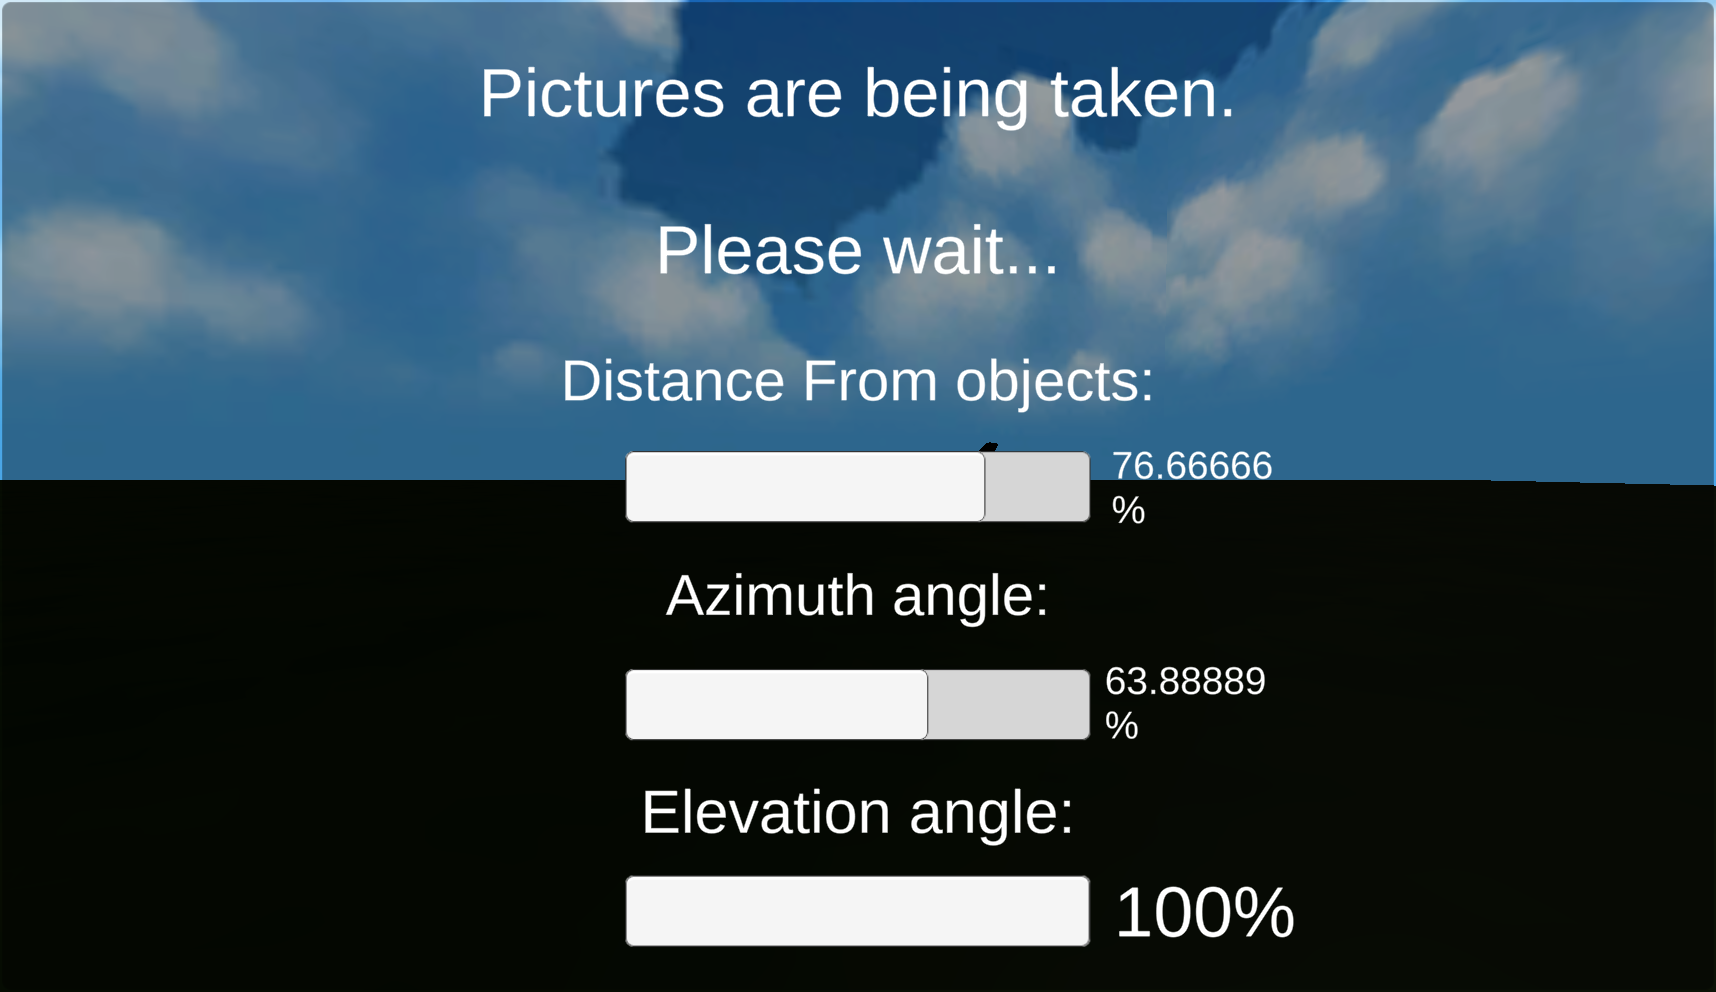 Pictures are being taken.
Please wait...
Distance From objects:
76.66666
%
Azimuth angle:
63.88889
%
Elevation angle:
100%